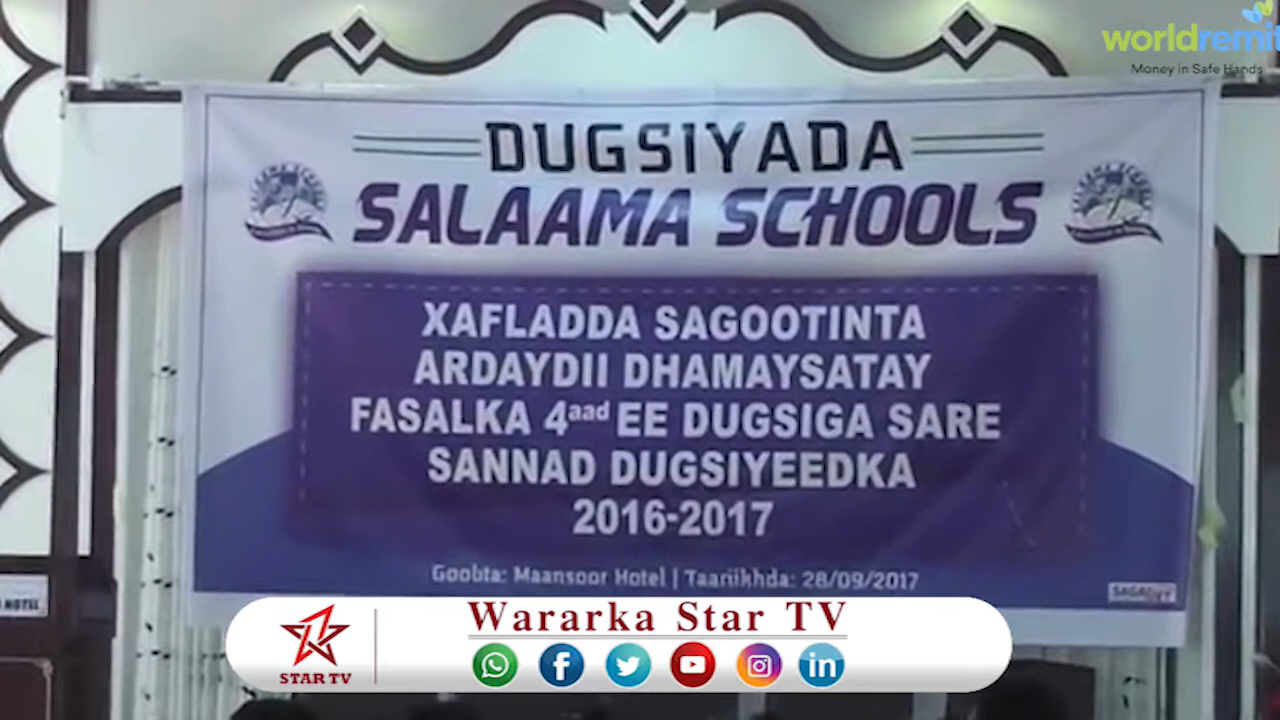 worldremit
Money in Safe Hands
DUGSIYADA
SALAAMA SCHOOLS
XAFLADDA SAGOOTINTA
ARDAYDII DHAMAYSATAY
FASALKA 4aad EE DUGSIGA SARE
SANNAD DUGSIYEEDKA
2016-2017
Goobta: Maansoor Hotel | Taariikhda: 28/09/2017
HOTEL
Wararka Star TV
STAR TV